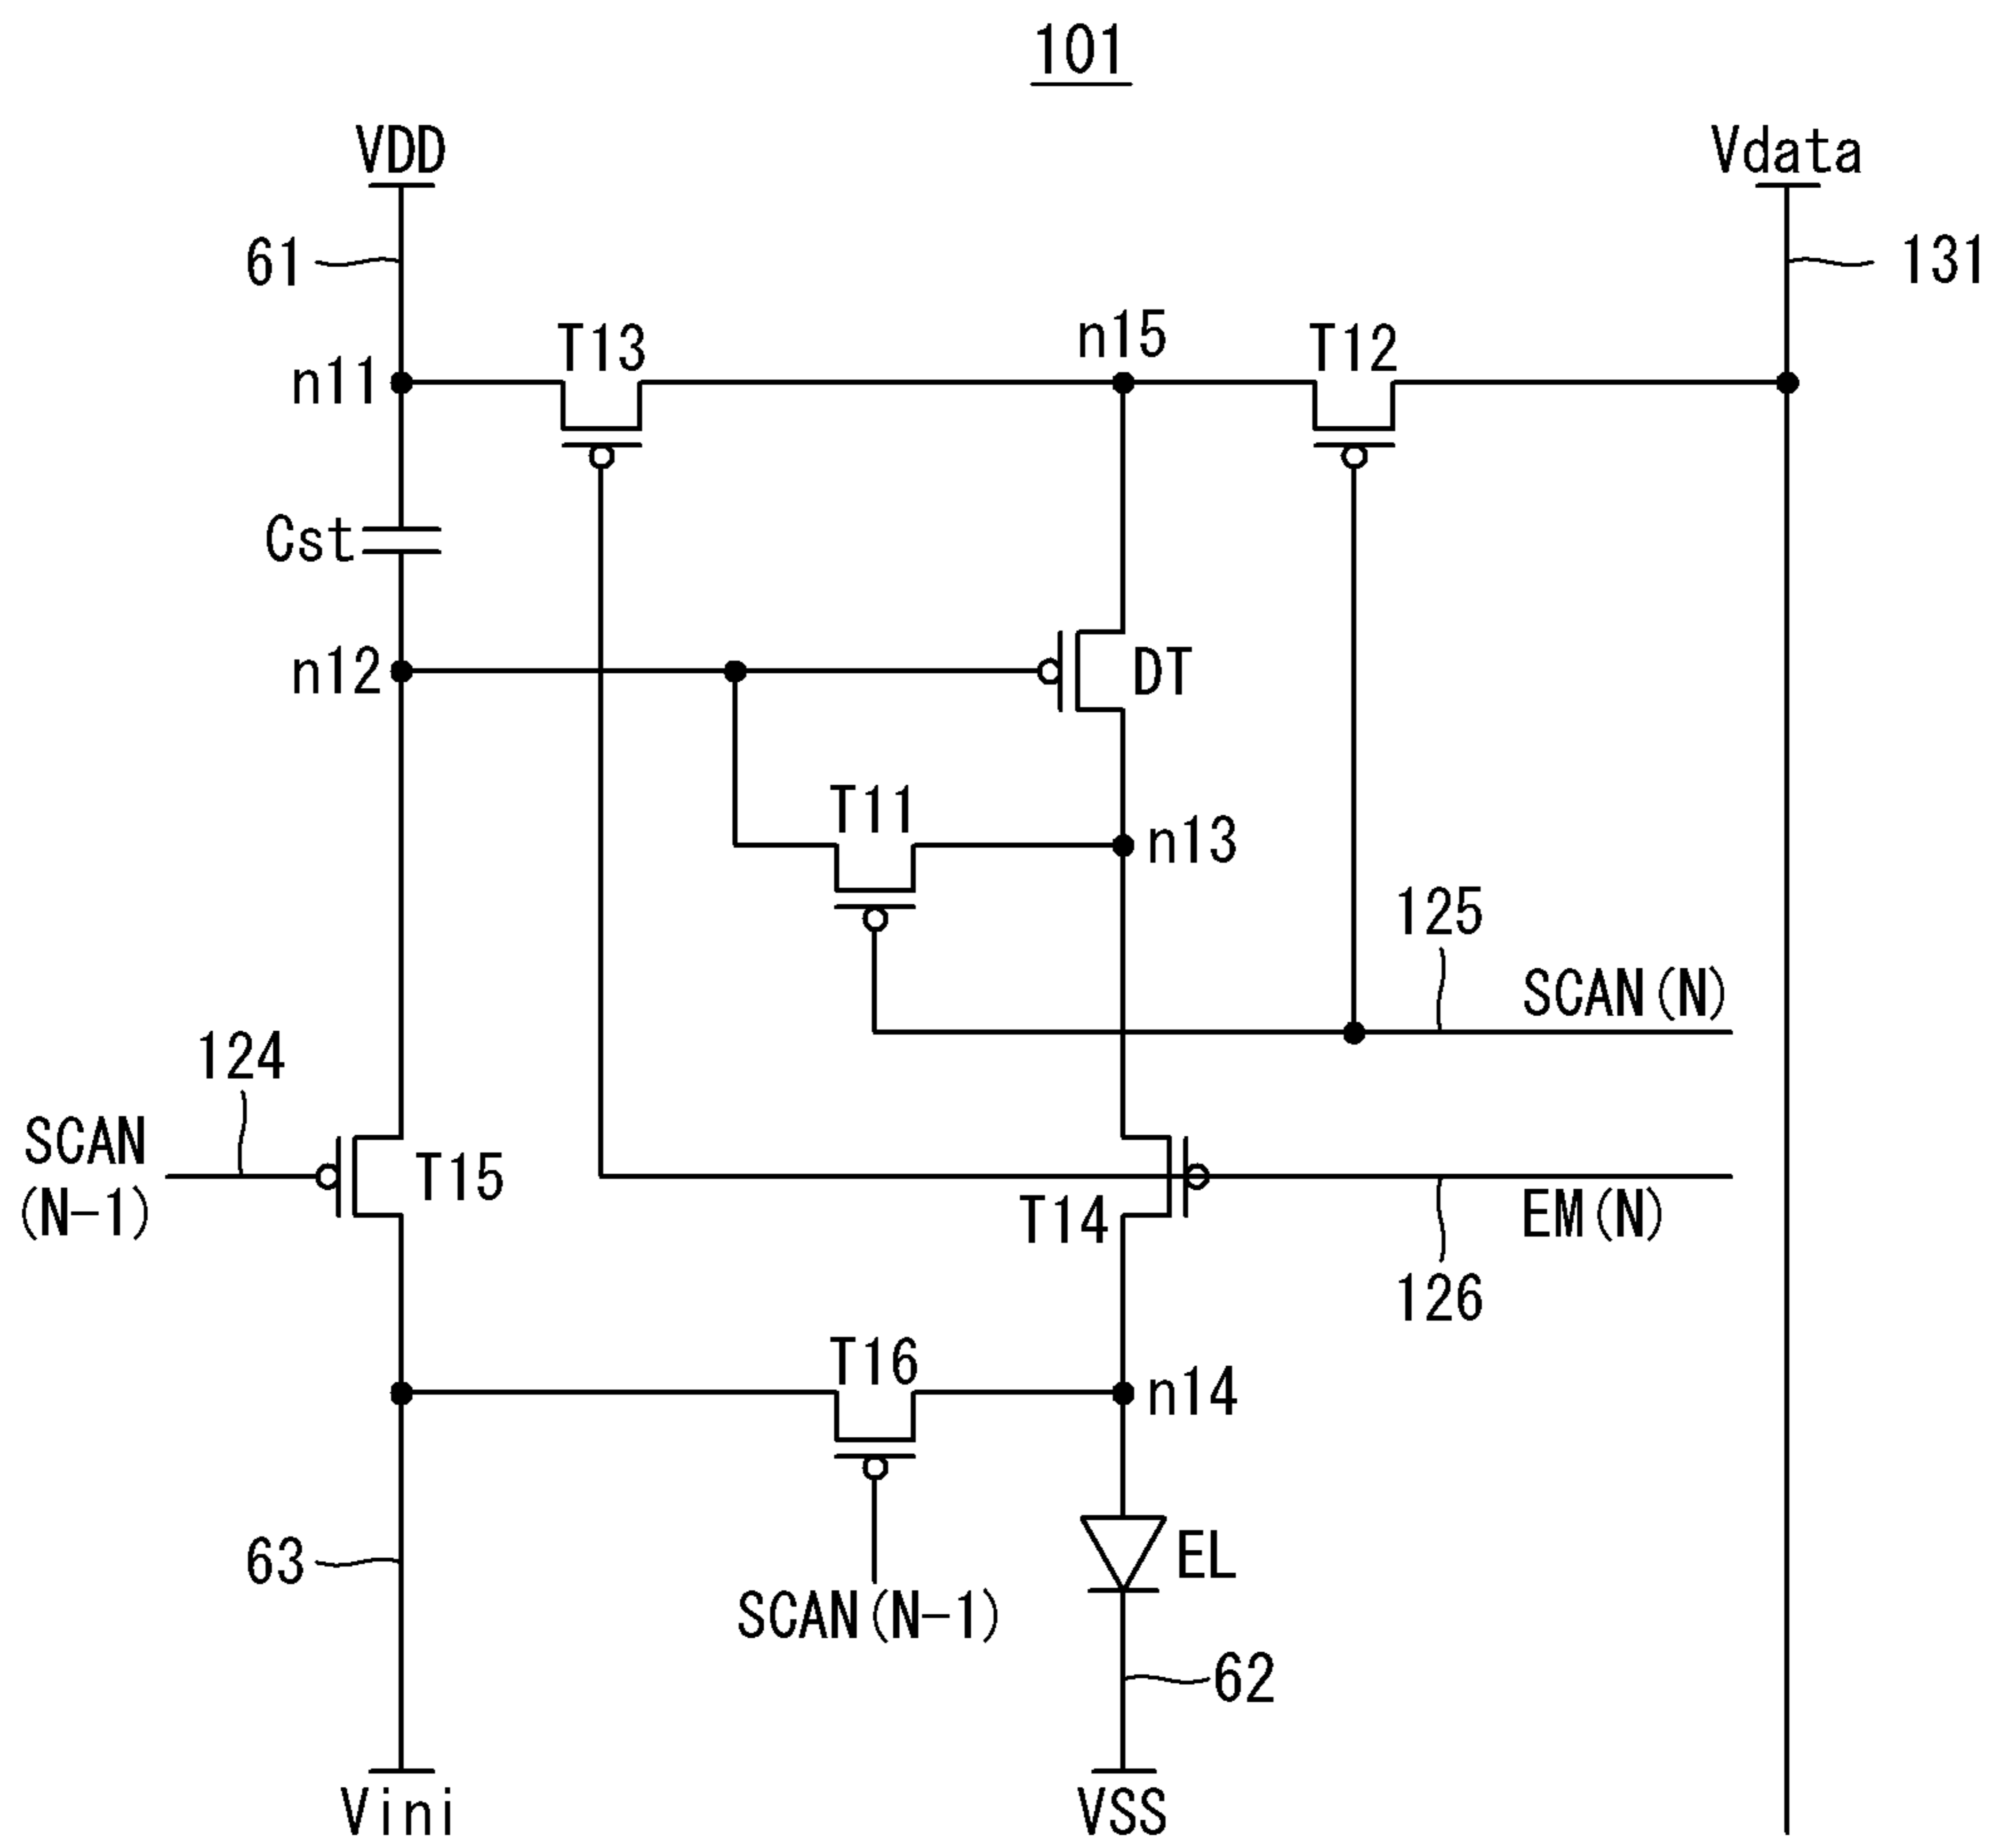 101
VDD
Vdata
61
131
n11
T13
n15
T12
Cst
n12
DT
T11
n13
125
SCAN(N)
124
SCAN
(N-1)
T15
T14
EM(N)
126
T16
n14
63
EL
SCAN(N-1)
62
Vini
VSS